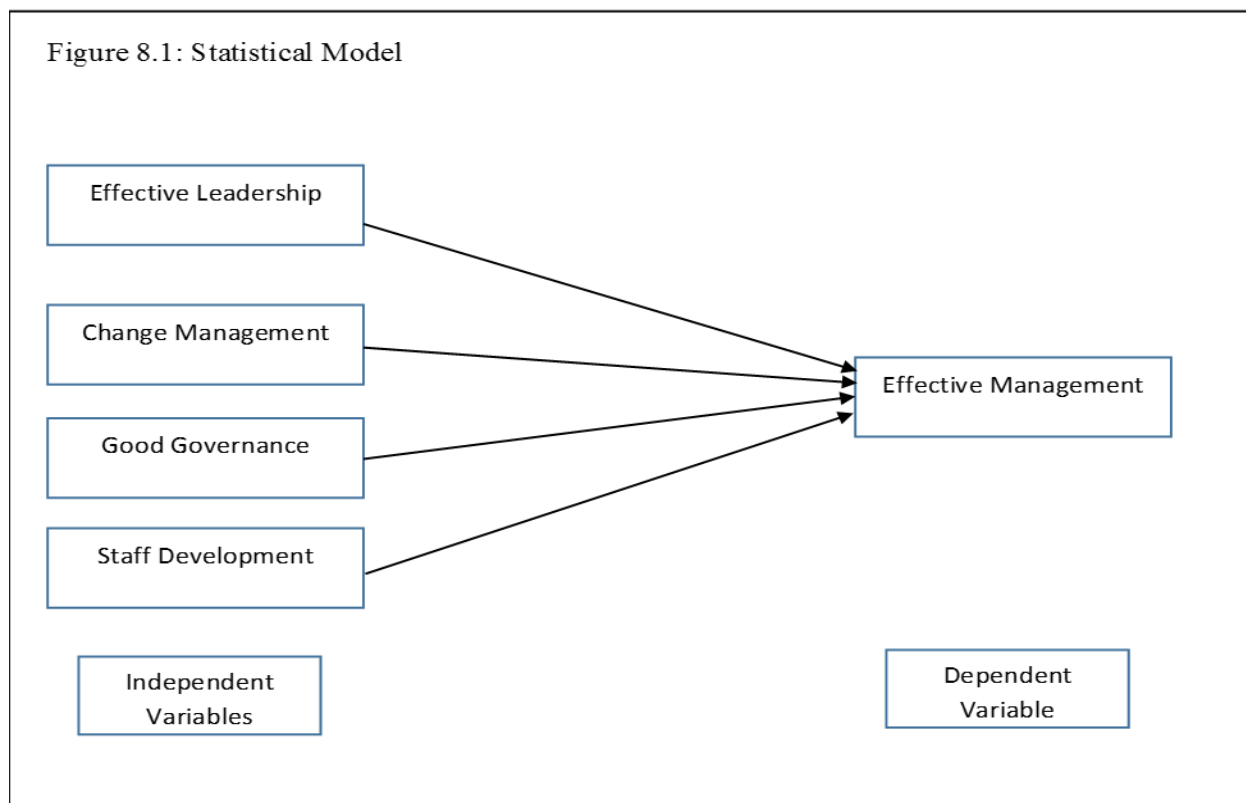 Figure 8.1: Statistical Model
Effective Leadership
Change Management
Effective Management
Good Governance
Staff Development
Independent
Variables
Dependent
Variable